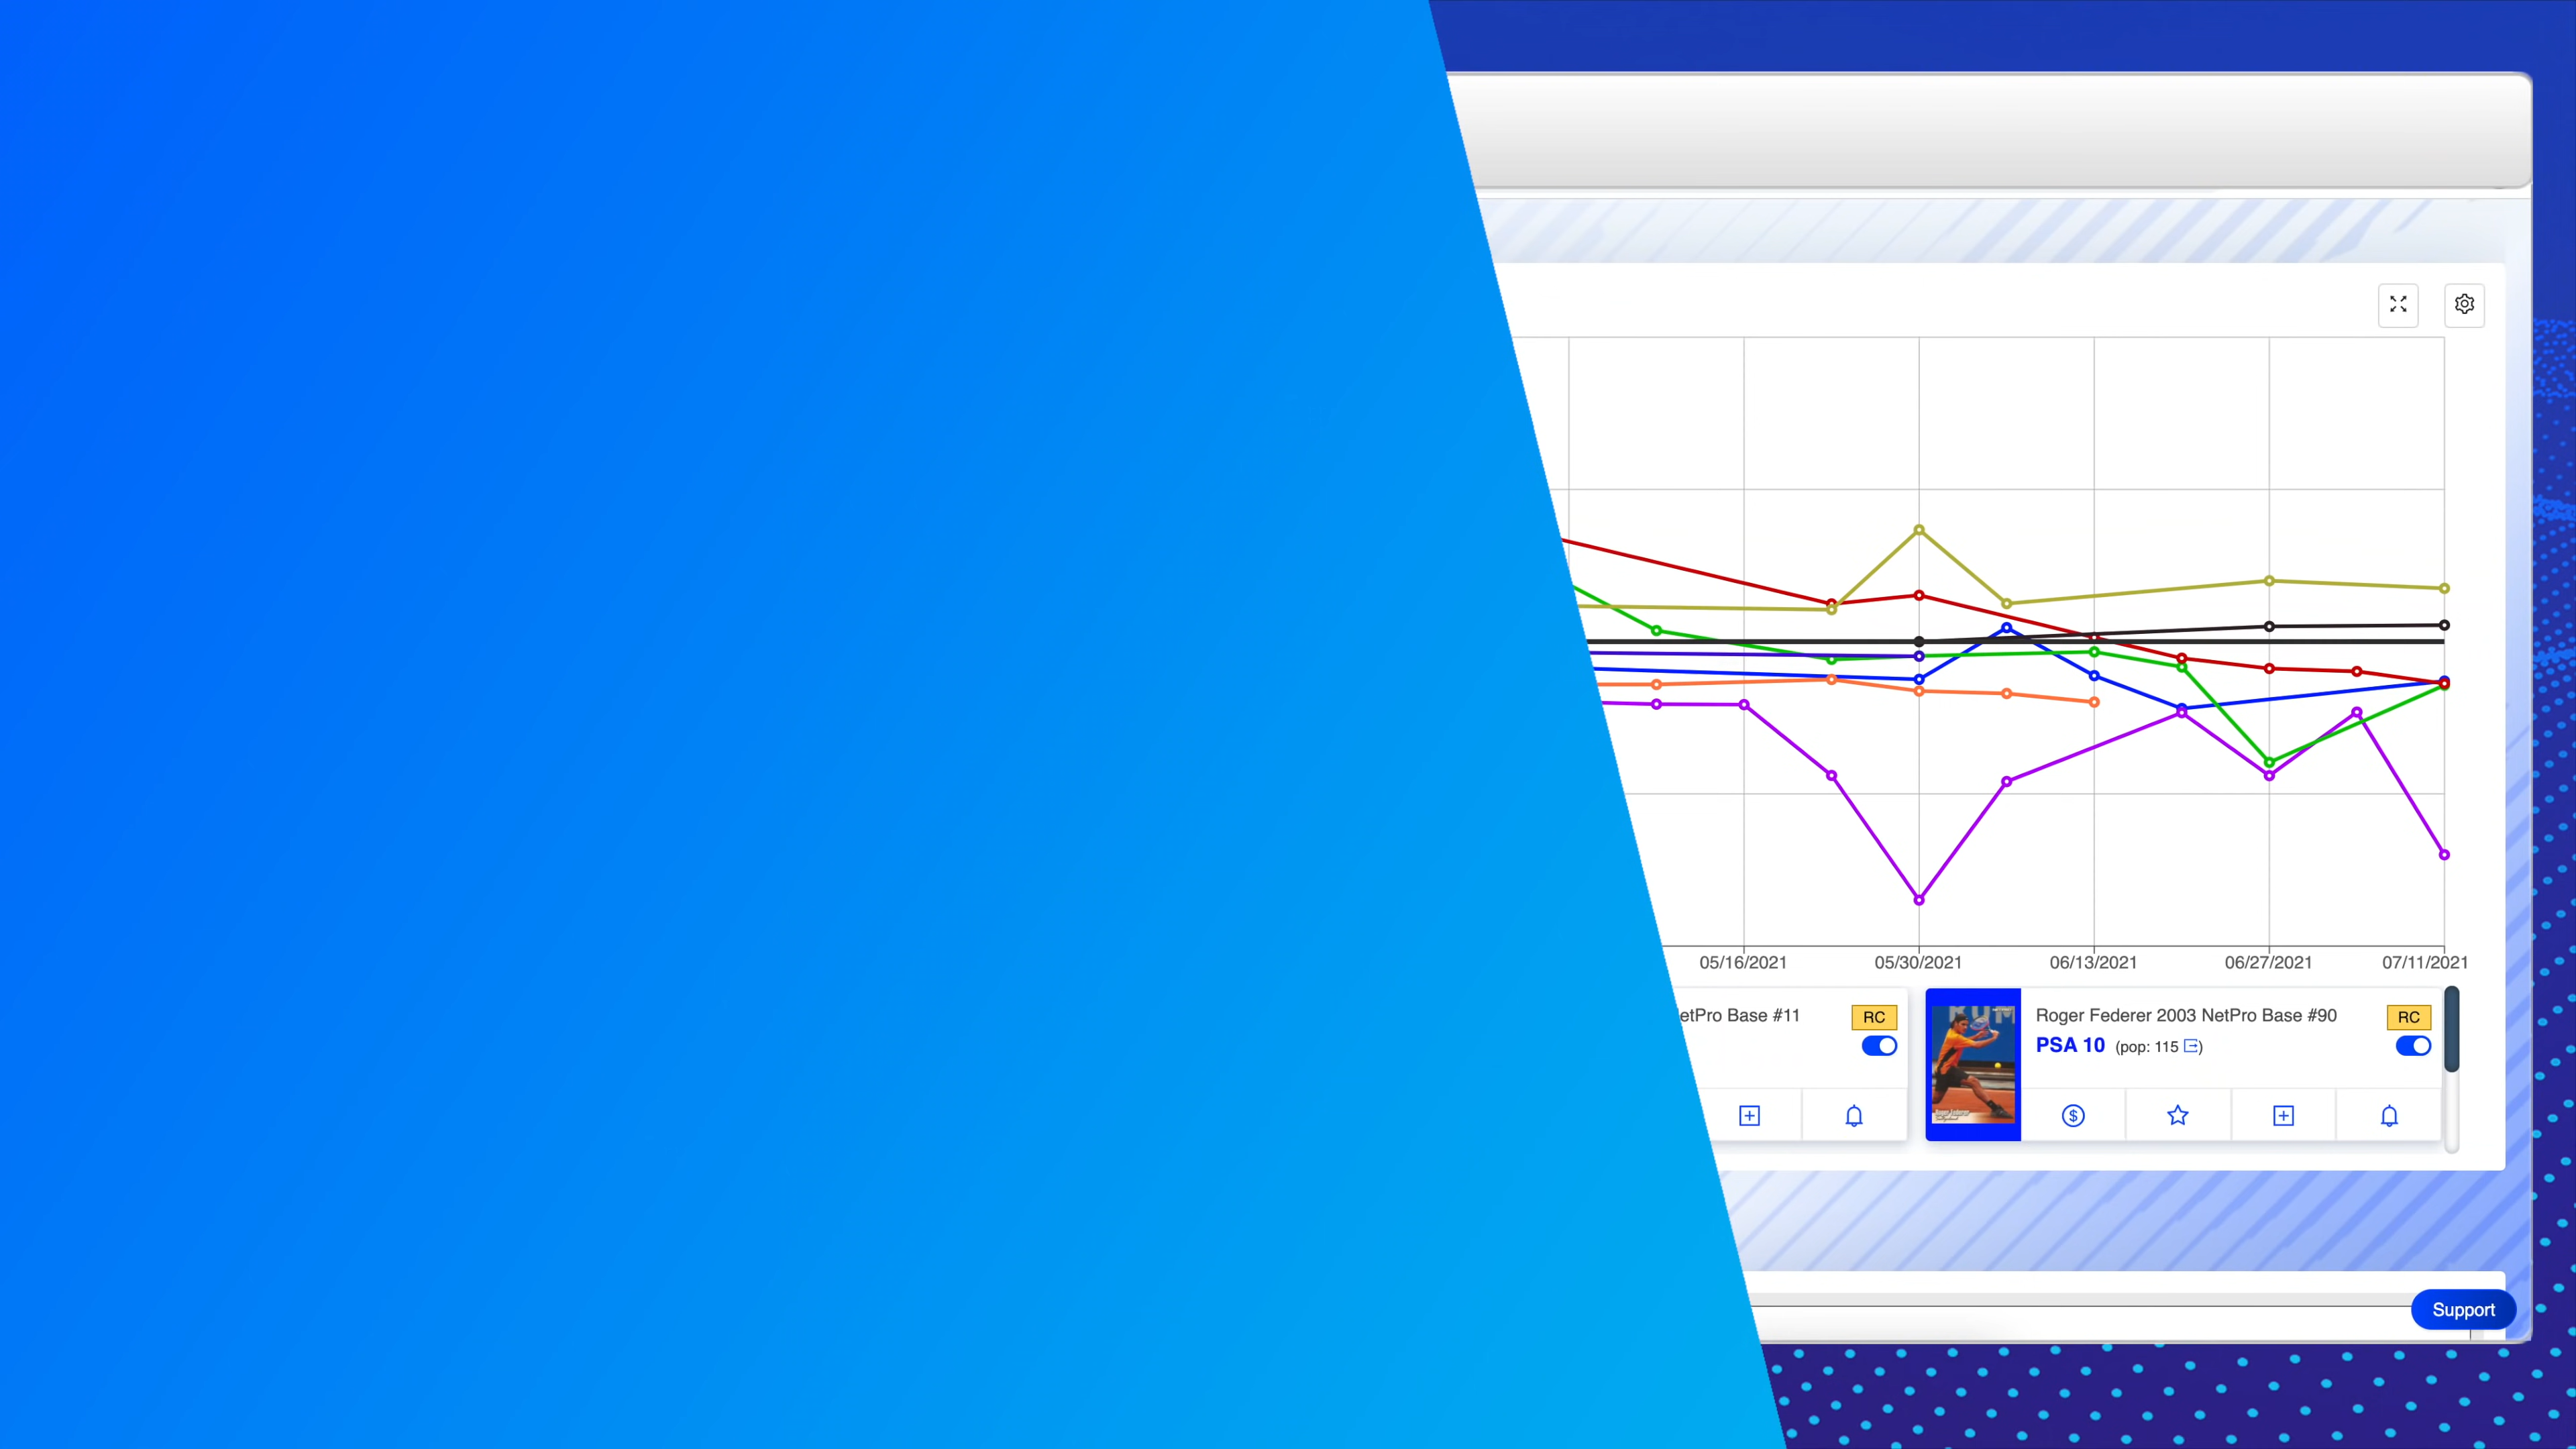 05/16/2021 05/30/2021 06/13/2021 06/27/2021 07/11/2021
etPro Base #11 RC
Roger Federer 2003 NetPro Base #90 RC
PSA 10 (pop: 115)
Support